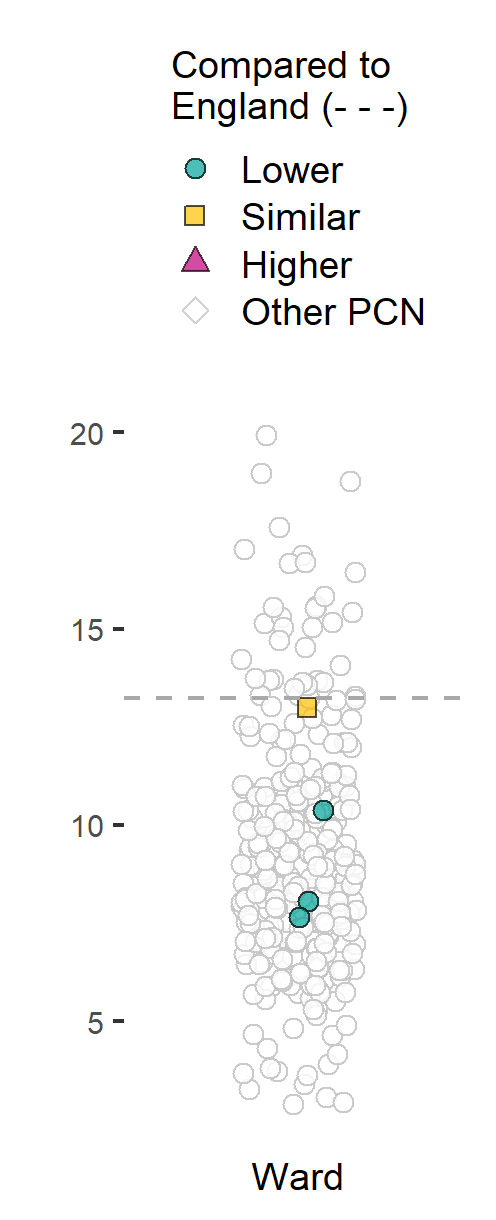 Compared to
England (- - -)
Lower
Similar
Higher
Other PCN
20
15
10
5
Ward